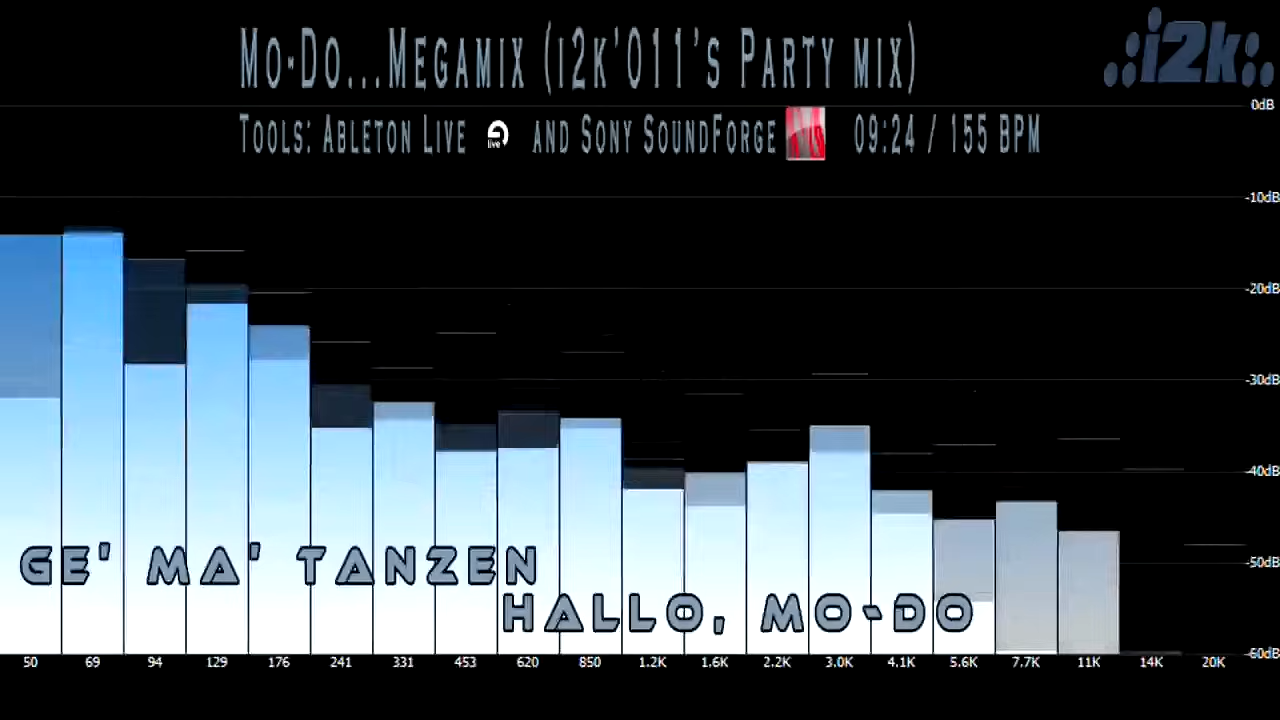 Mo-Do...Megamix (i2k'011's Party mix)
.:i2k:.
0dB
Tools: Ableton Live live and Sony SoundForge 09:24 / 155 BPM
-10dB
-20dB
-30dB
-40dB
-50dB
GE' MA' TANZEN
HALLO, MO-DO
-60dB
50 69 94 129 176 241 331 453 620 850 1.2K 1.6K 2.2K 3.0K 4.1K 5.6K 7.7K 11K 14K 20K